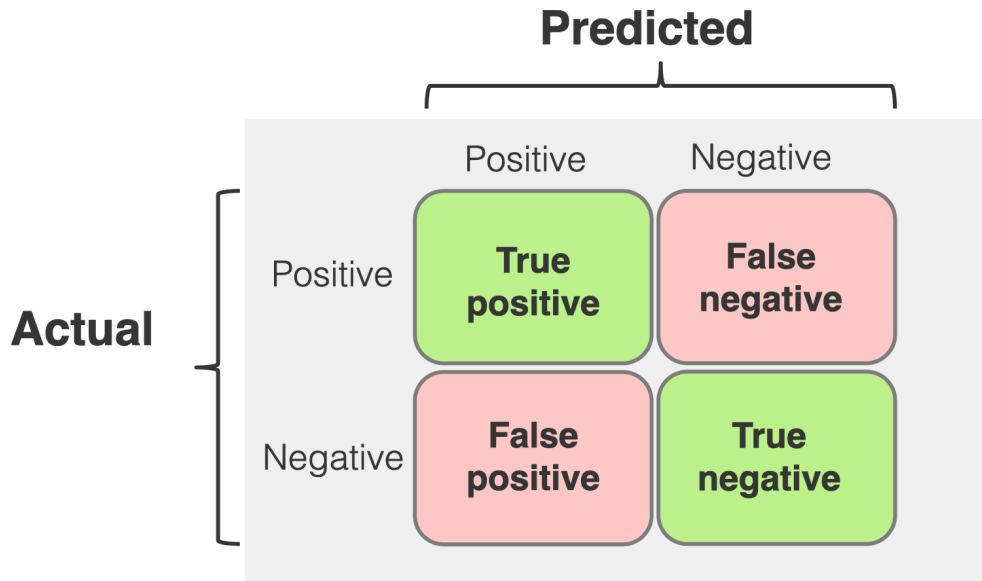 Predicted
Positive
Negative
Actual
Positive
True
positive
False
negative
Negative
False
positive
True
negative